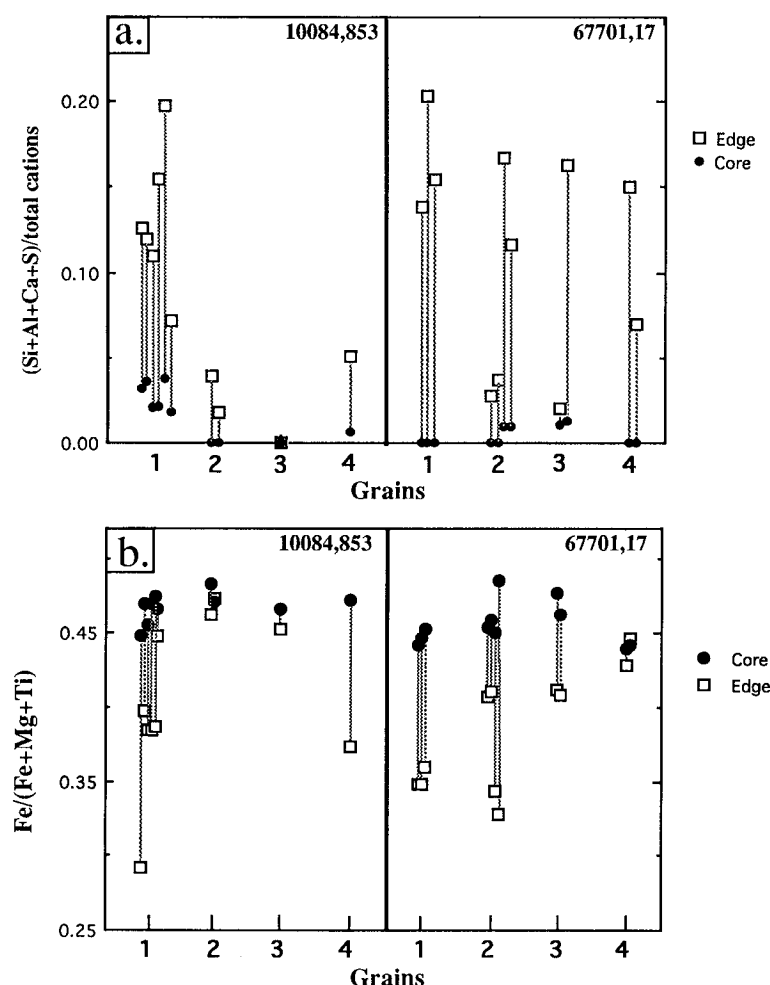 a.
10084,853
67701,17
0.20
0.10
0.00
(Si+Al+Ca+S)/total cations
Edge
Core
1 2 3 4 1 2 3 4
Grains
b.
10084,853
67701,17
0.45
0.35
0.25
Fe/(Fe+Mg+Ti)
Core
Edge
1 2 3 4 1 2 3 4
Grains